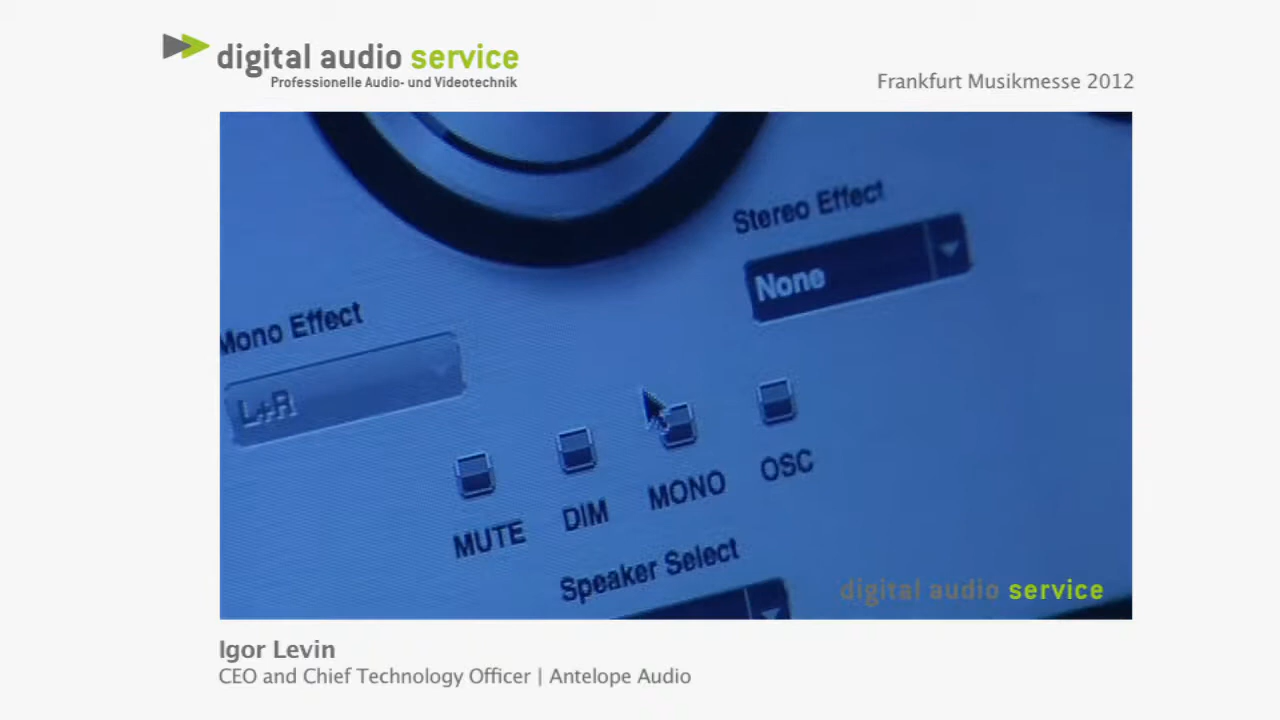 digital audio service
Professionelle Audio- und Videotechnik
Frankfurt Musikmesse 2012
Stereo Effect
None
Mono Effect
L+R
MUTE DIM MONO OSC
Speaker Select
digital audio service
Igor Levin
CEO and Chief Technology Officer | Antelope Audio